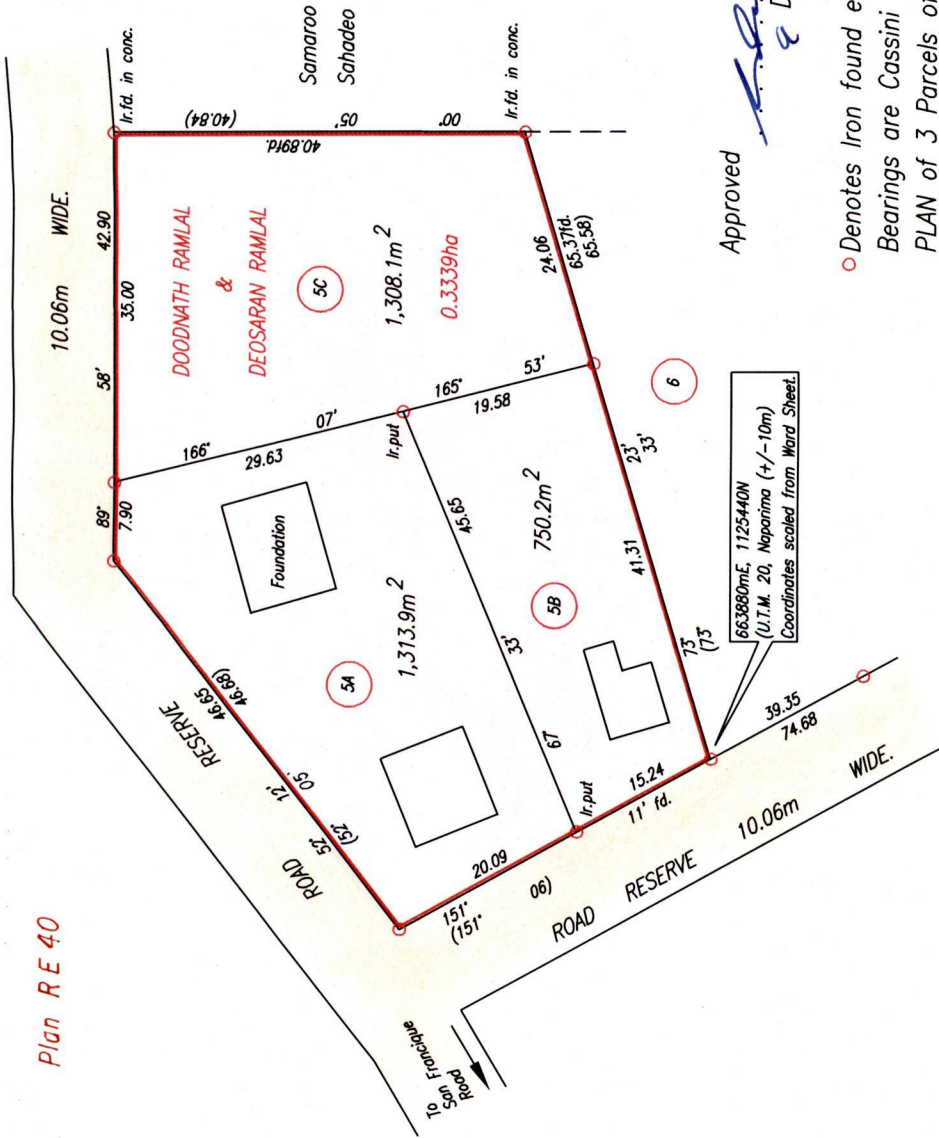 Plan R E 40
10.06m WIDE.
89° 58' 42.90
7.90 35.00
Ir.fd. in conc.
Samaroo
Sahadeo
40.89fd. 05' 00"
(40.84)
Ir.fd. in conc.
DOODNATH RAMLAL
&
DEOSARAN RAMLAL
5C
1,308.1m2
0.3339ha
166° 07'
29.63
Ir.put
165° 53'
19.58
Foundation
ROAD RESERVE
52° 12' 46.65
(52° 05' 46.68)
5A
1,313.9m2
45.65
67° 33'
5B
750.2m2
24.06
65.37fd.
65.58)
41.31
73° 23'
(73° 33'
6
Ir.put
20.09
15.24
151° 11' fd.
(151° 06)
39.35
74.68
ROAD RESERVE 10.06m WIDE.
To
San Francique
Road
663880mE, 1125440N
(U.T.M. 20, Naparima (+/-10m)
Coordinates scaled from Ward Sheet.
Approved
Denotes Iron found e
Bearings are Cassini
PLAN of 3 Parcels of